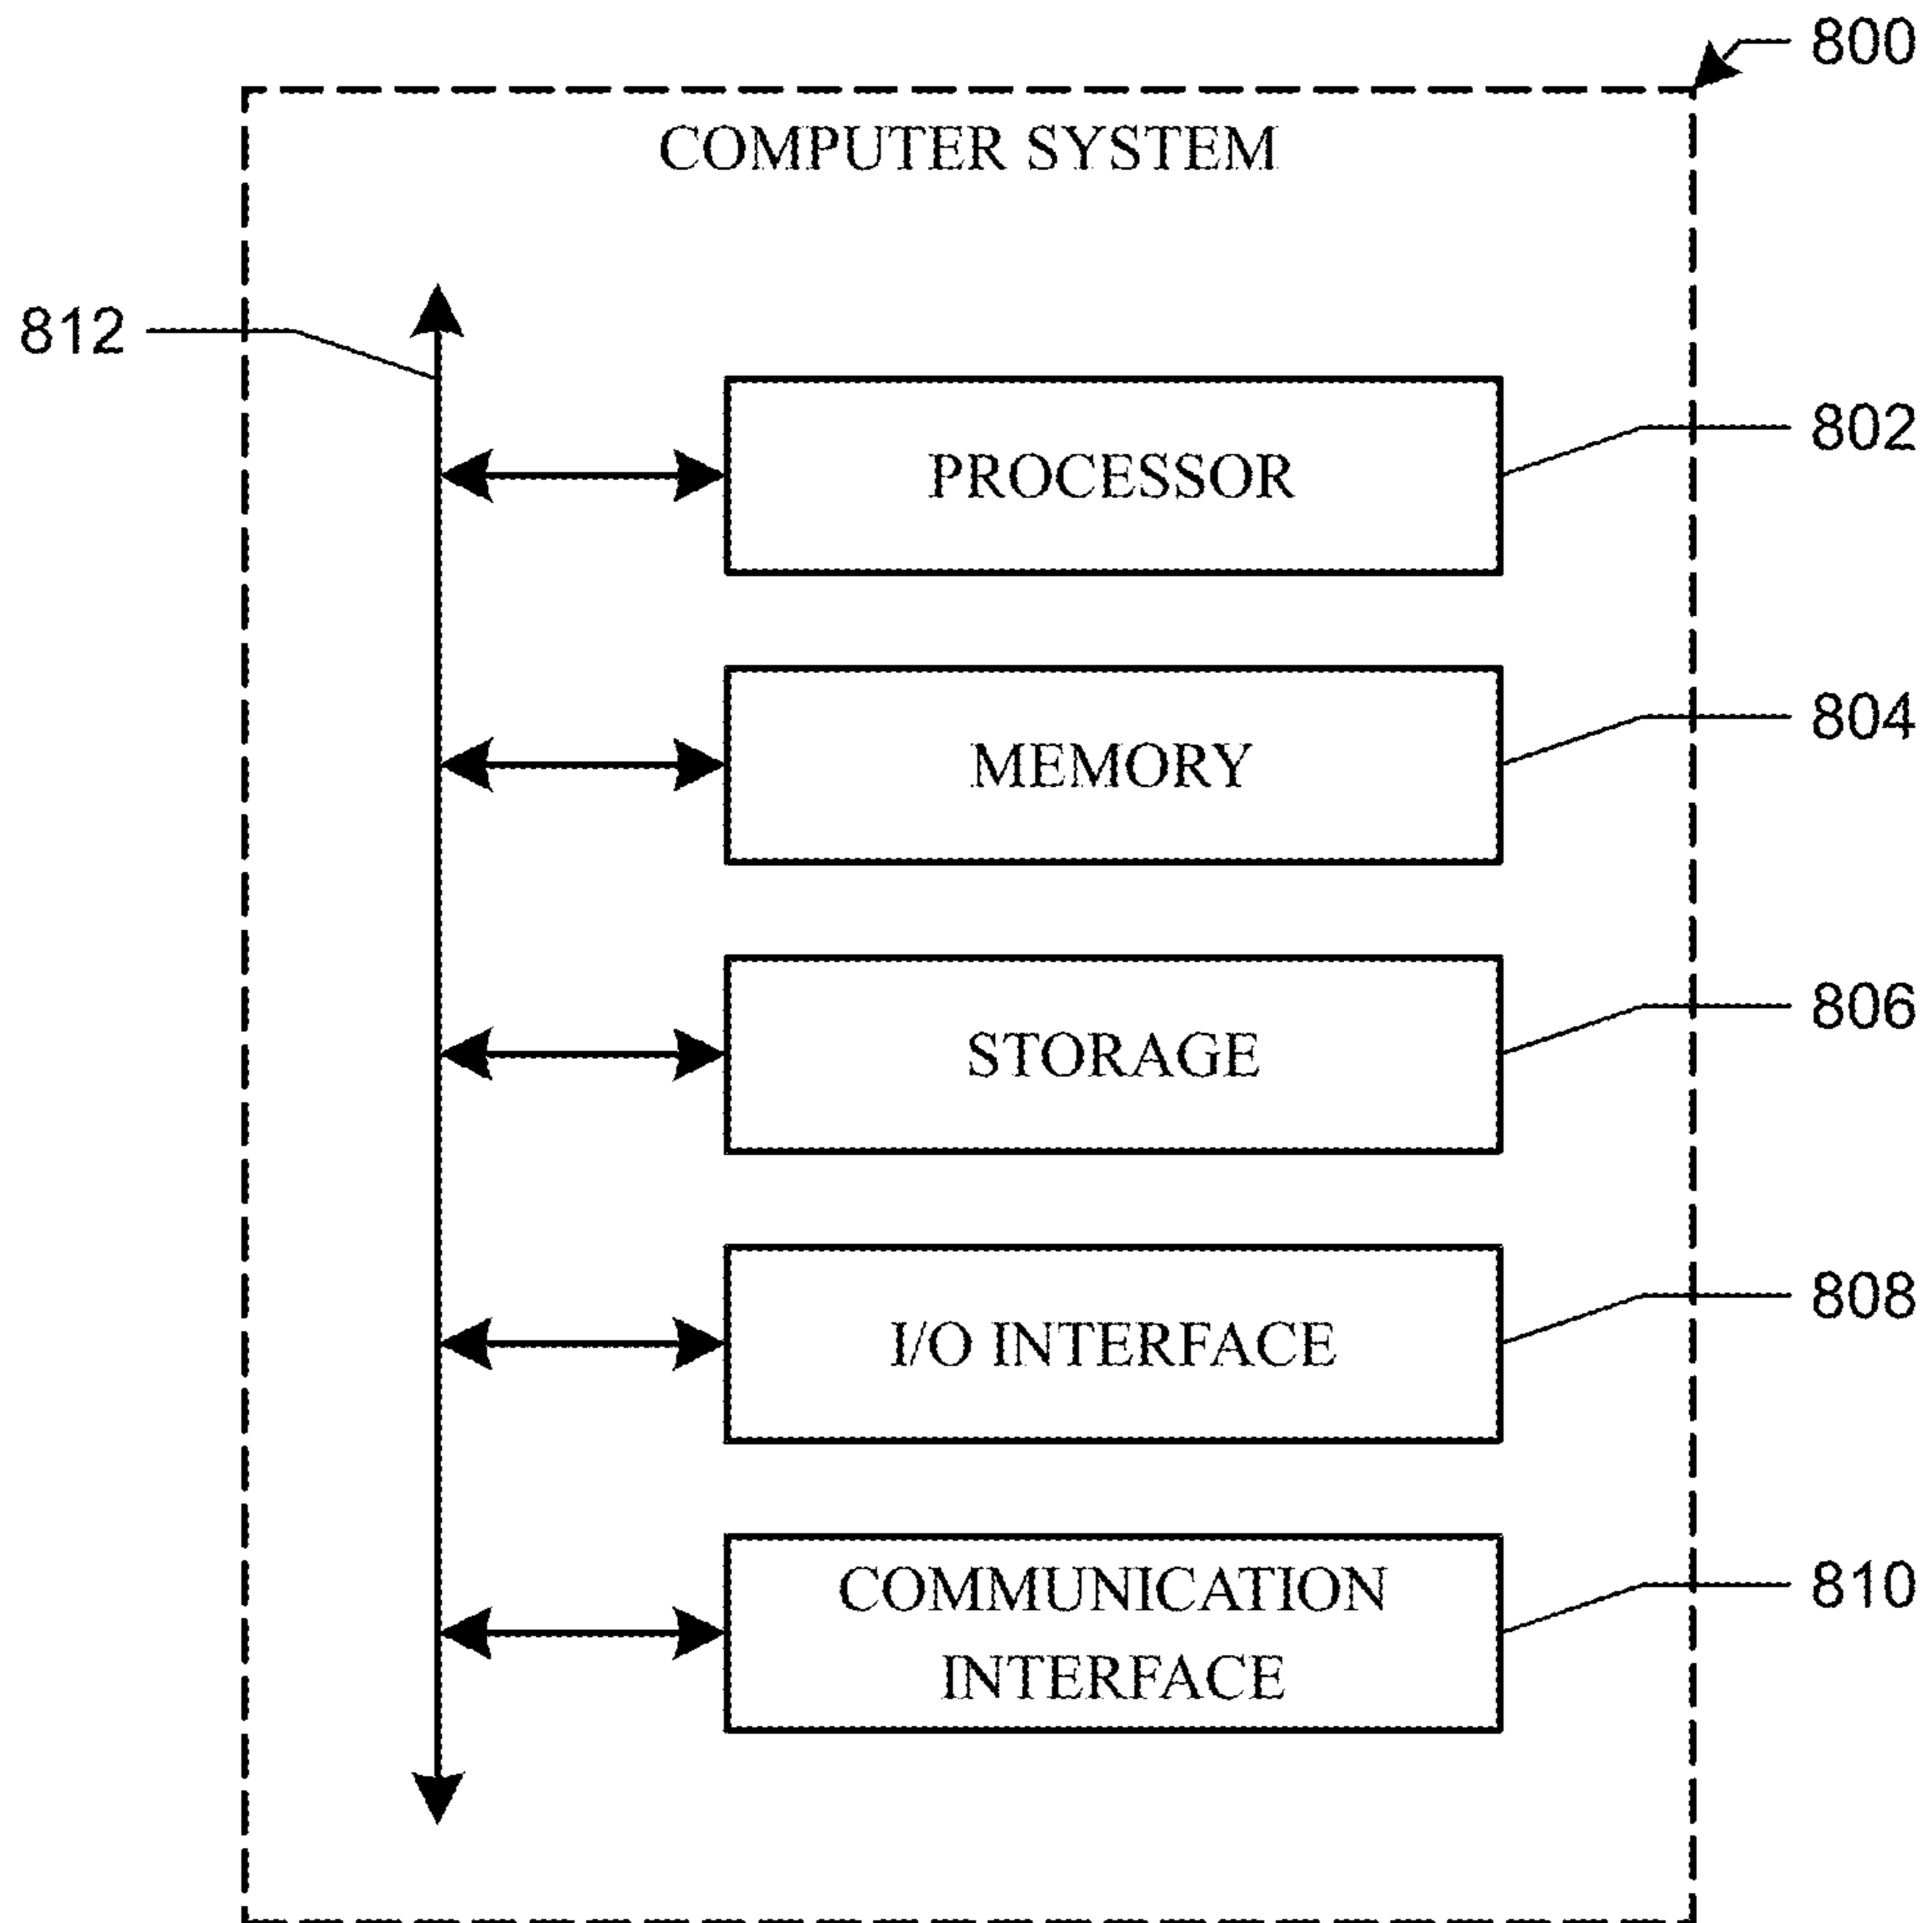 800
COMPUTER SYSTEM
812
802
PROCESSOR
804
MEMORY
806
STORAGE
808
I/O INTERFACE
810
COMMUNICATION
INTERFACE